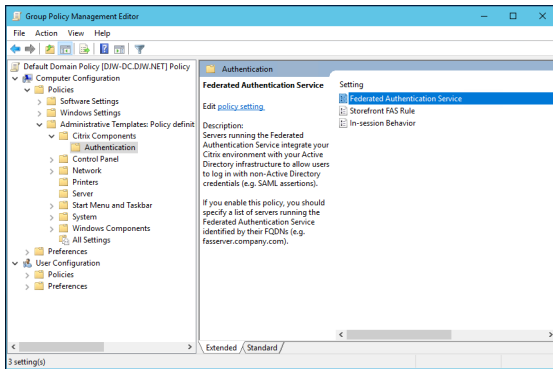 Group Policy Management Editor
File Action View Help
Default Domain Policy [DJW-DC.DJW.NET] Policy
Computer Configuration
Policies
Software Settings
Windows Settings
Administrative Templates: Policy definit
Citrix Components
Authentication
Control Panel
Network
Printers
Server
Start Menu and Taskbar
System
Windows Components
All Settings
Preferences
User Configuration
Policies
Preferences
Authentication
Federated Authentication Service
Edit policy setting
Description:
Servers running the Federated
Authentication Service integrate your
Citrix environment with your Active
Directory infrastructure to allow users
to log in with non-Active Directory
credentials (e.g. SAML assertions).
If you enable this policy, you should
specify a list of servers running the
Federated Authentication Service
identified by their FQDNs (e.g.
fasserver.company.com).
Setting
Federated Authentication Service
Storefront FAS Rule
In-session Behavior
Extended Standard
3 setting(s)